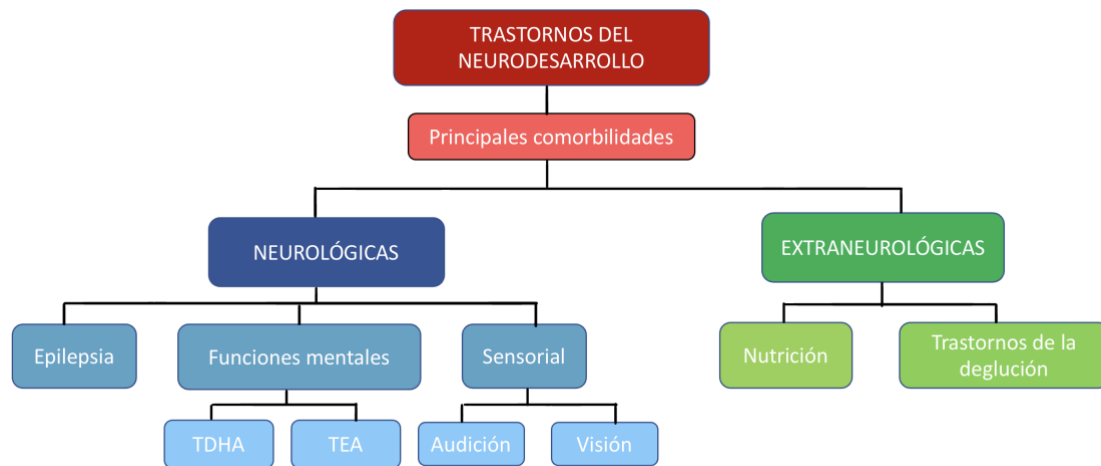 TRASTORNOS DEL
NEURODESARROLLO
Principales comorbilidades
NEUROLÓGICAS
EXTRANEUROLÓGICAS
Epilepsia
Funciones mentales
Sensorial
Nutrición
Trastornos de la
deglución
TDHA
TEA
Audición
Visión